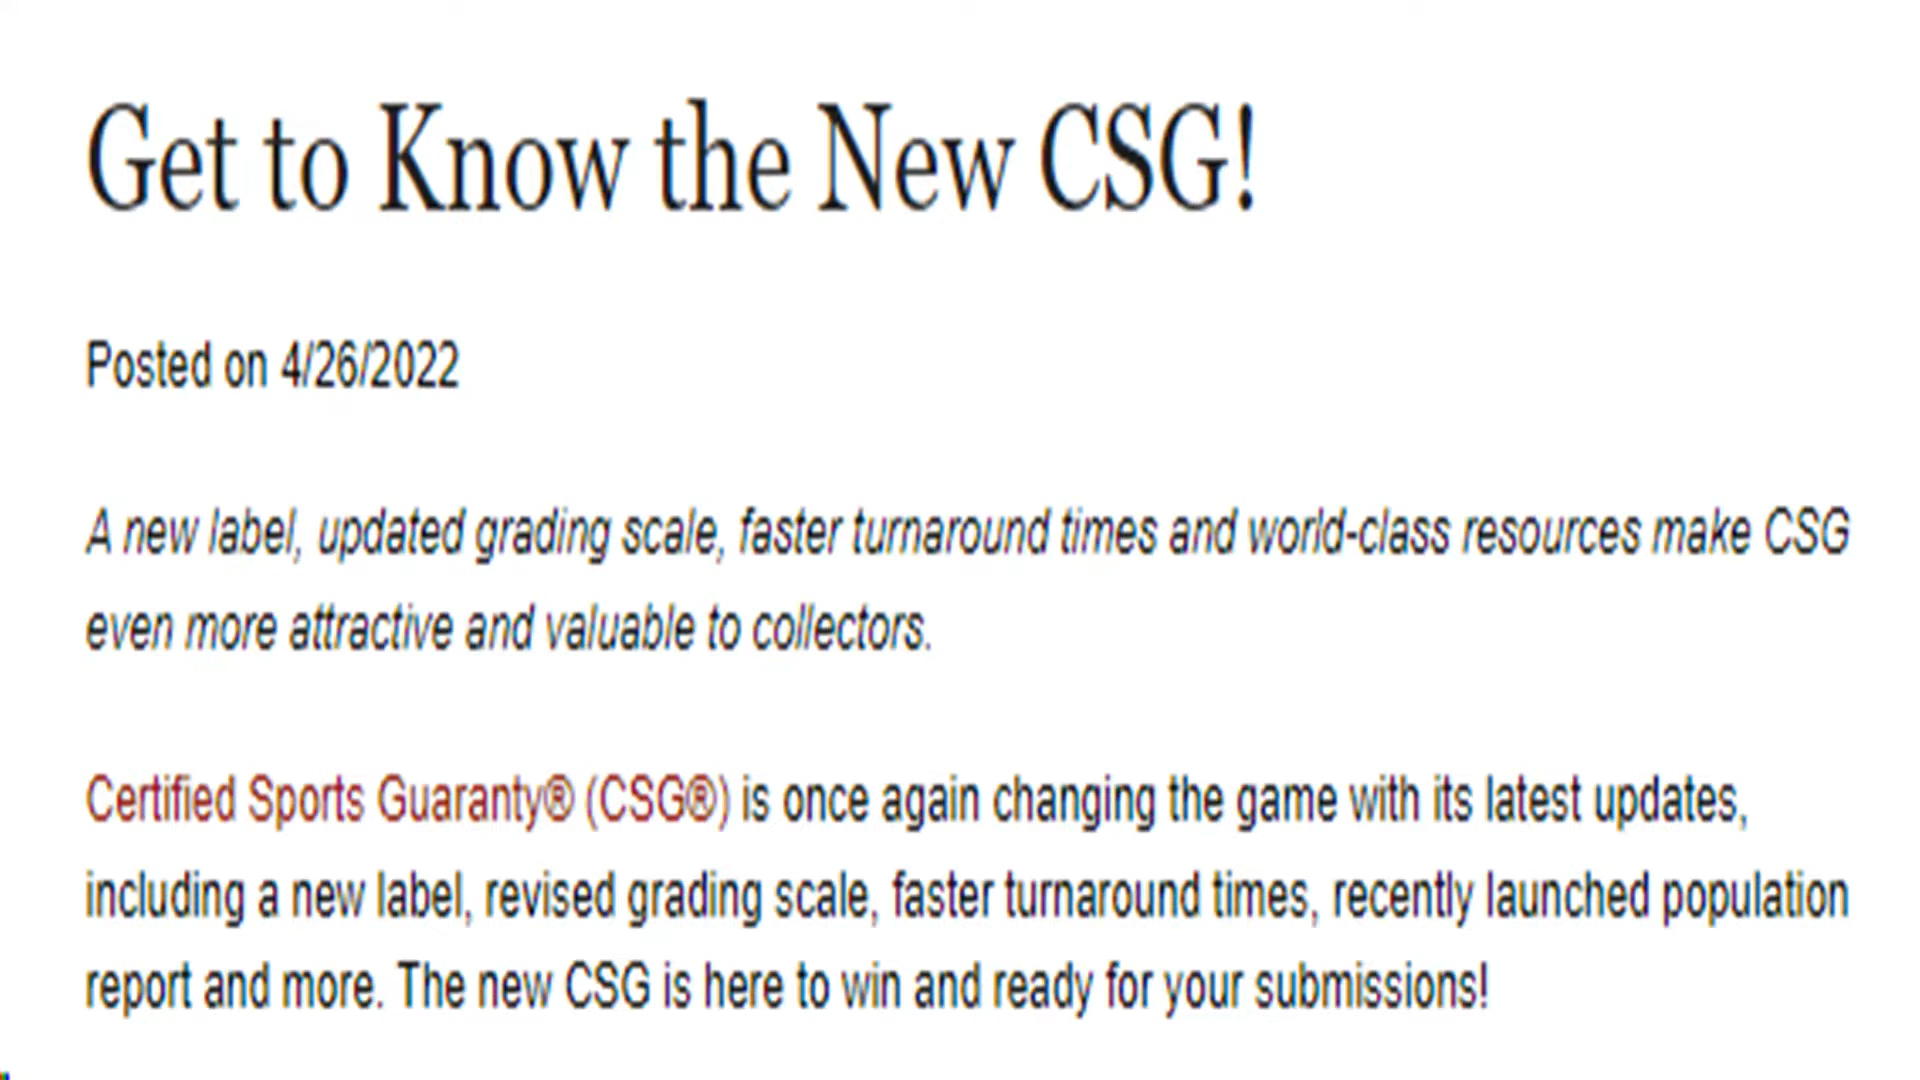 Get to Know the New CSG!
Posted on 4/26/2022
A new label, updated grading scale, faster turnaround times and world-class resources make CSG
even more attractive and valuable to collectors.
Certified Sports Guaranty® (CSG®) is once again changing the game with its latest updates,
including a new label, revised grading scale, faster turnaround times, recently launched population
report and more. The new CSG is here to win and ready for your submissions!